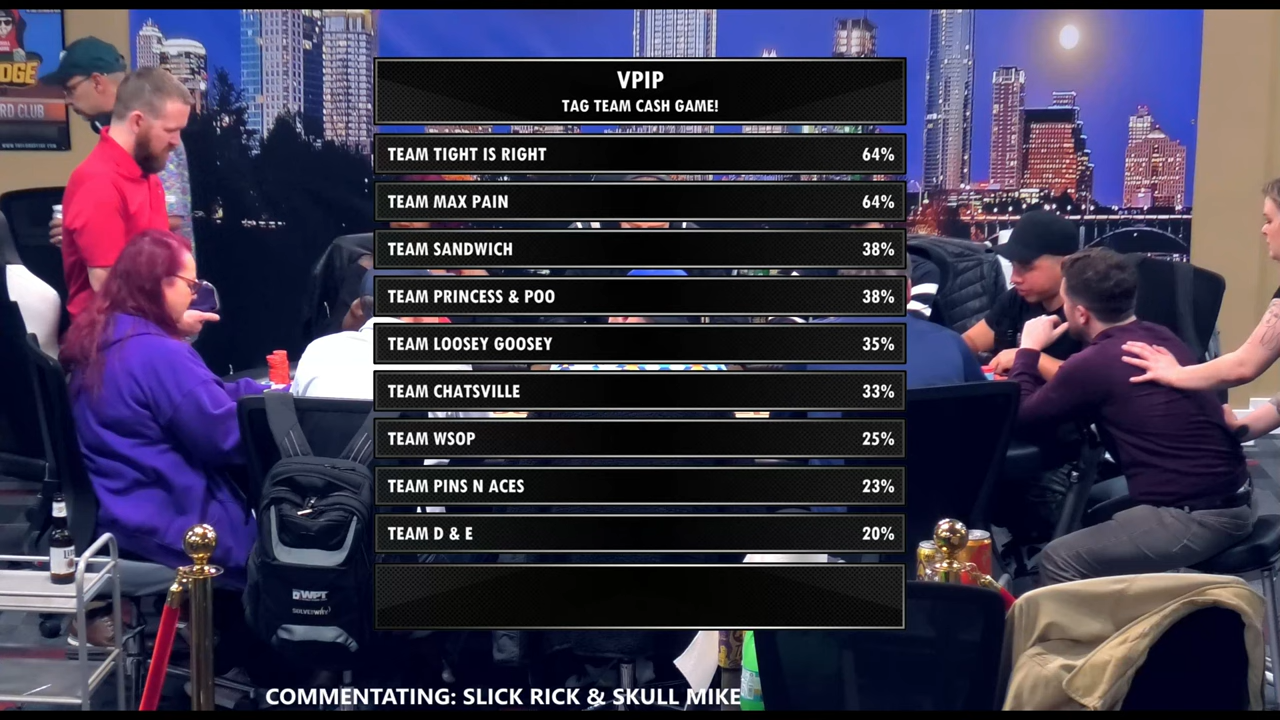 DGE
RD CLUB
VPIP
TAG TEAM CASH GAME!
TEAM TIGHT IS RIGHT 64%
TEAM MAX PAIN 64%
TEAM SANDWICH 38%
TEAM PRINCESS & POO 38%
TEAM LOOSEY GOOSEY 35%
TEAM CHATSVILLE 33%
TEAM WSOP 25%
TEAM PINS N ACES 23%
TEAM D & E 20%
WPT
COMMENTATING: SLICK RICK & SKULL MIKE